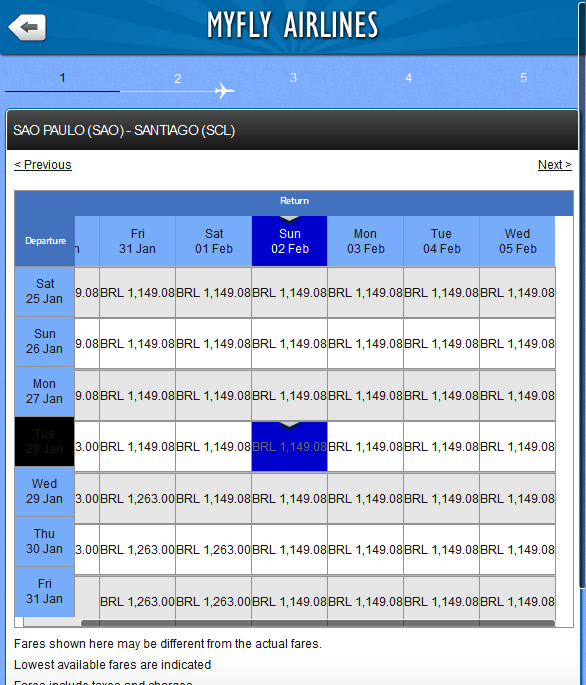 MYFLY AIRLINES
1 2 3 4 5
SAO PAULO (SAO) - SANTIAGO (SCL)
< Previous Next >
Return
Departure
n Fri Sat Sun Mon Tue Wed
31 Jan 01 Feb 02 Feb 03 Feb 04 Feb 05 Feb
Sat
25 Jan
9.08 BRL 1,149.08 BRL 1,149.08 BRL 1,149.08 BRL 1,149.08 BRL 1,149.08 BRL 1,149.08
Sun
26 Jan
9.08 BRL 1,149.08 BRL 1,149.08 BRL 1,149.08 BRL 1,149.08 BRL 1,149.08 BRL 1,149.08
Mon
27 Jan
9.08 BRL 1,149.08 BRL 1,149.08 BRL 1,149.08 BRL 1,149.08 BRL 1,149.08 BRL 1,149.08
Tue
28 Jan
3.00 BRL 1,149.08 BRL 1,149.08 BRL 1,149.08 BRL 1,149.08 BRL 1,149.08 BRL 1,149.08
Wed
29 Jan
3.00 BRL 1,263.00 BRL 1,149.08 BRL 1,149.08 BRL 1,149.08 BRL 1,149.08 BRL 1,149.08
Thu
30 Jan
3.00 BRL 1,263.00 BRL 1,263.00 BRL 1,149.08 BRL 1,149.08 BRL 1,149.08 BRL 1,149.08
Fri
31 Jan
BRL 1,263.00 BRL 1,263.00 BRL 1,149.08 BRL 1,149.08 BRL 1,149.08 BRL 1,149.08
Fares shown here may be different from the actual fares.
Lowest available fares are indicated
Fares include taxes and charges